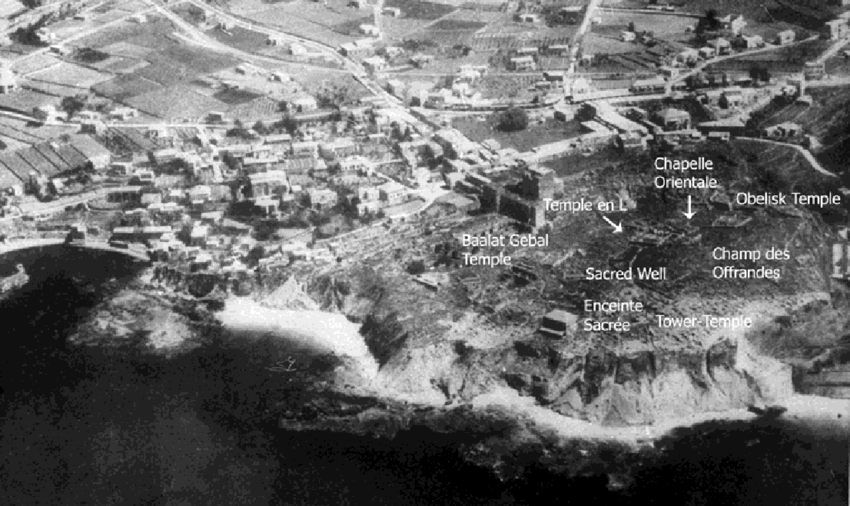 Chapelle
Orientale
Temple en L
Obelisk Temple
Baalat Gebal
Temple
Champ des
Offrandes
Sacred Well
Enceinte
Sacrée
Tower-Temple